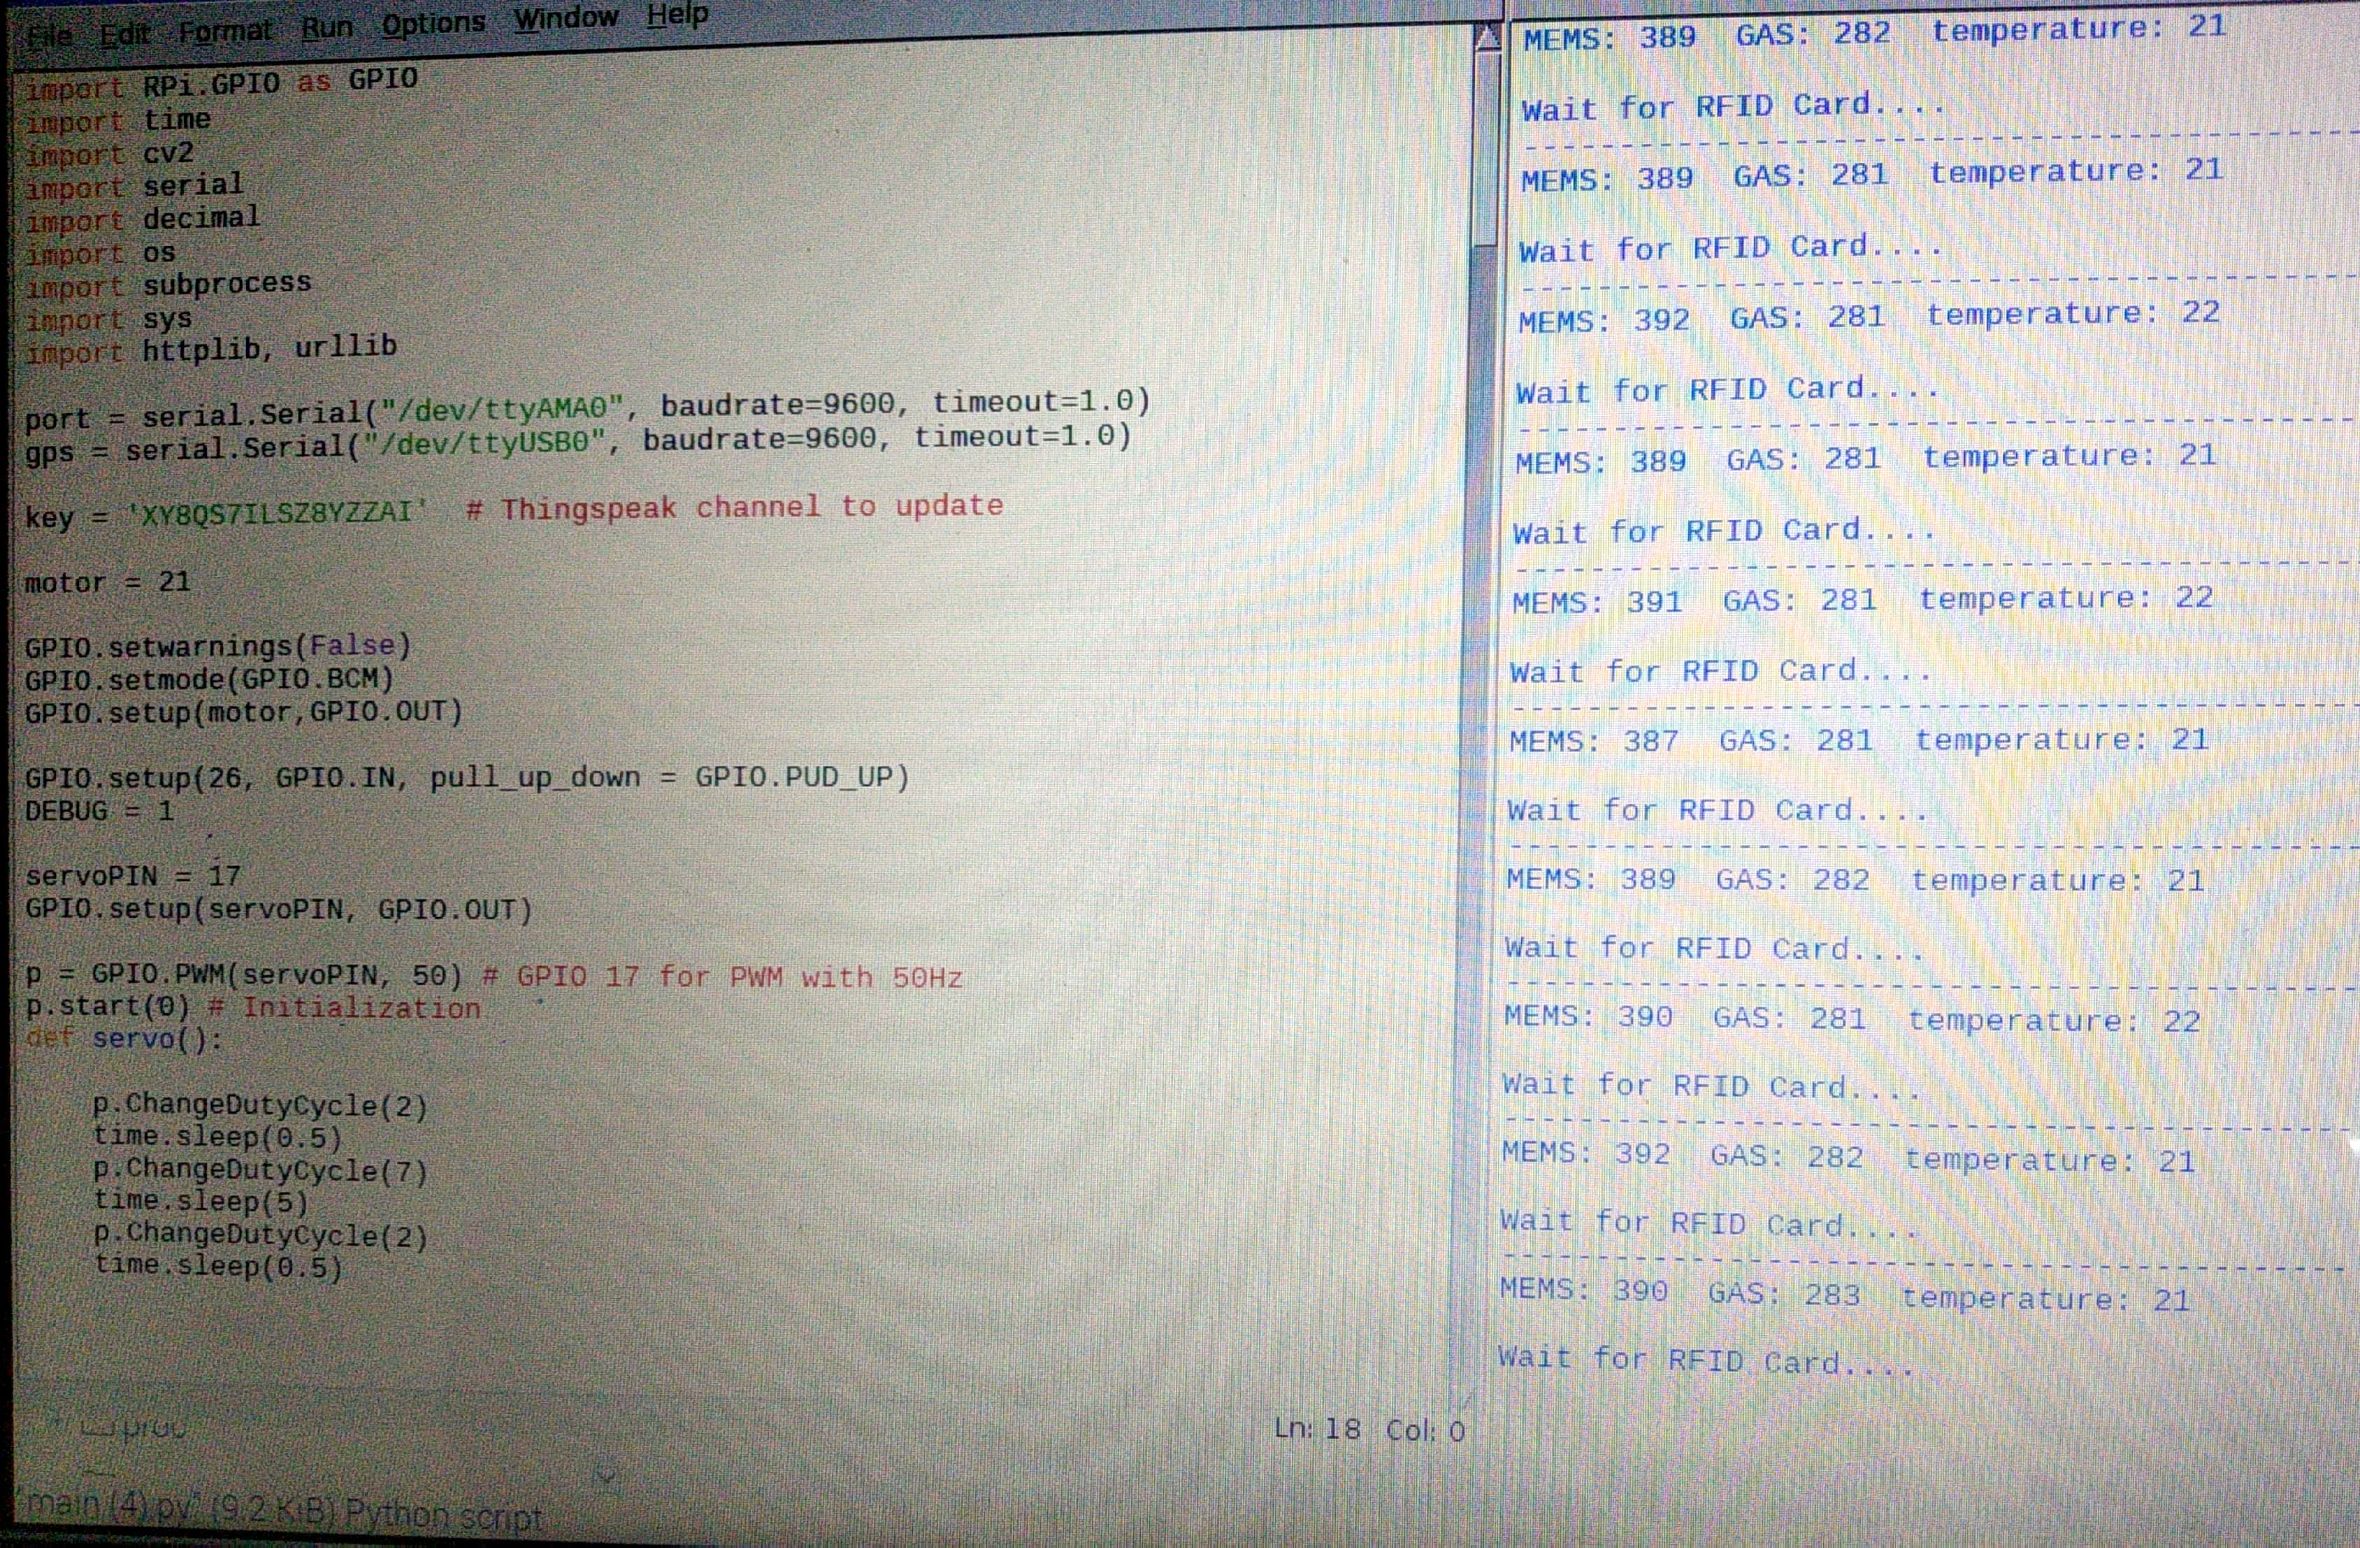 File Edit Format Run Options Window Help
import RPi.GPIO as GPIO
import time
import cv2
import serial
import decimal
import os
import subprocess
import sys
import httplib, urllib
port = serial.Serial("/dev/ttyAMA0", baudrate=9600, timeout=1.0)
gps = serial.Serial("/dev/ttyUSB0", baudrate=9600, timeout=1.0)
key = 'XY8QS7ILSZ8YZZAI' # Thingspeak channel to update
motor = 21
GPIO.setwarnings(False)
GPIO.setmode(GPIO.BCM)
GPIO.setup(motor,GPIO.OUT)
GPIO.setup(26, GPIO.IN, pull_up_down = GPIO.PUD_UP)
DEBUG = 1
servoPIN = 17
GPIO.setup(servoPIN, GPIO.OUT)
p = GPIO.PWM(servoPIN, 50) # GPIO 17 for PWM with 50Hz
p.start(0) # Initialization
def servo():
p.ChangeDutyCycle(2)
time.sleep(0.5)
p.ChangeDutyCycle(7)
time.sleep(5)
p.ChangeDutyCycle(2)
time.sleep(0.5)
Ln: 18 Col: 0
proc
"main (4).py" (9.2 KiB) Python script
MEMS: 389 GAS: 282 temperature: 21
Wait for RFID Card....
--------------------------------------------
MEMS: 389 GAS: 281 temperature: 21
Wait for RFID Card....
--------------------------------------------
MEMS: 392 GAS: 281 temperature: 22
Wait for RFID Card....
--------------------------------------------
MEMS: 389 GAS: 281 temperature: 21
Wait for RFID Card....
--------------------------------------------
MEMS: 391 GAS: 281 temperature: 22
Wait for RFID Card....
--------------------------------------------
MEMS: 387 GAS: 281 temperature: 21
Wait for RFID Card....
--------------------------------------------
MEMS: 389 GAS: 282 temperature: 21
Wait for RFID Card....
--------------------------------------------
MEMS: 390 GAS: 281 temperature: 22
Wait for RFID Card....
--------------------------------------------
MEMS: 392 GAS: 282 temperature: 21
Wait for RFID Card....
--------------------------------------------
MEMS: 390 GAS: 283 temperature: 21
Wait for RFID Card....